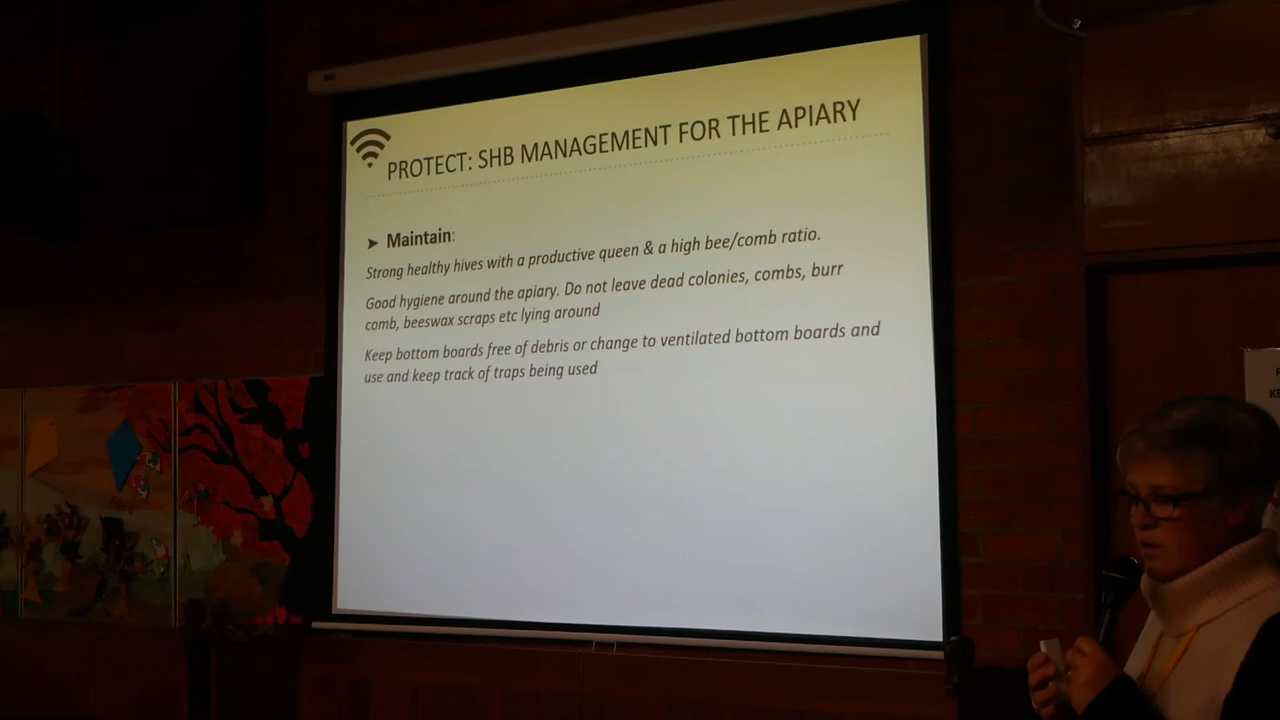 PROTECT: SHB MANAGEMENT FOR THE APIARY
➤ Maintain:
Strong healthy hives with a productive queen & a high bee/comb ratio.
Good hygiene around the apiary. Do not leave dead colonies, combs, burr
comb, beeswax scraps etc lying around
Keep bottom boards free of debris or change to ventilated bottom boards and
use and keep track of traps being used